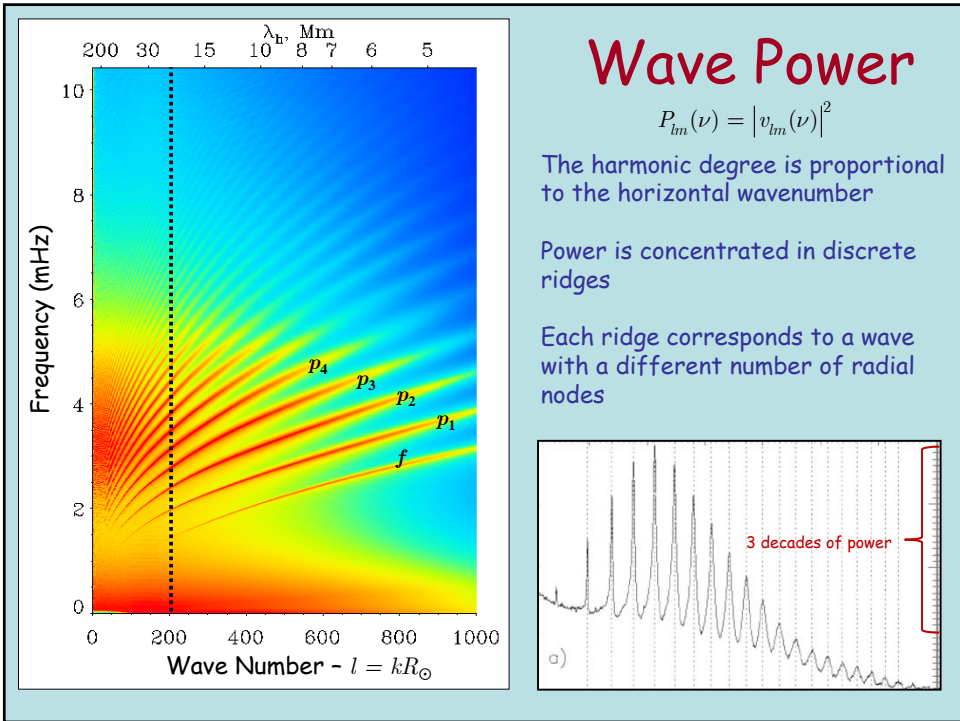 λh, Mm
200 30 15 10 8 7 6 5
10
8
6
4
2
0
Frequency (mHz)
p4
p3
p2
p1
f
0 200 400 600 800 1000
Wave Number – l = kR☉
Wave Power
Plm(ν) = |vlm(ν)|²
The harmonic degree is proportional
to the horizontal wavenumber
Power is concentrated in discrete
ridges
Each ridge corresponds to a wave
with a different number of radial
nodes
3 decades of power
a)